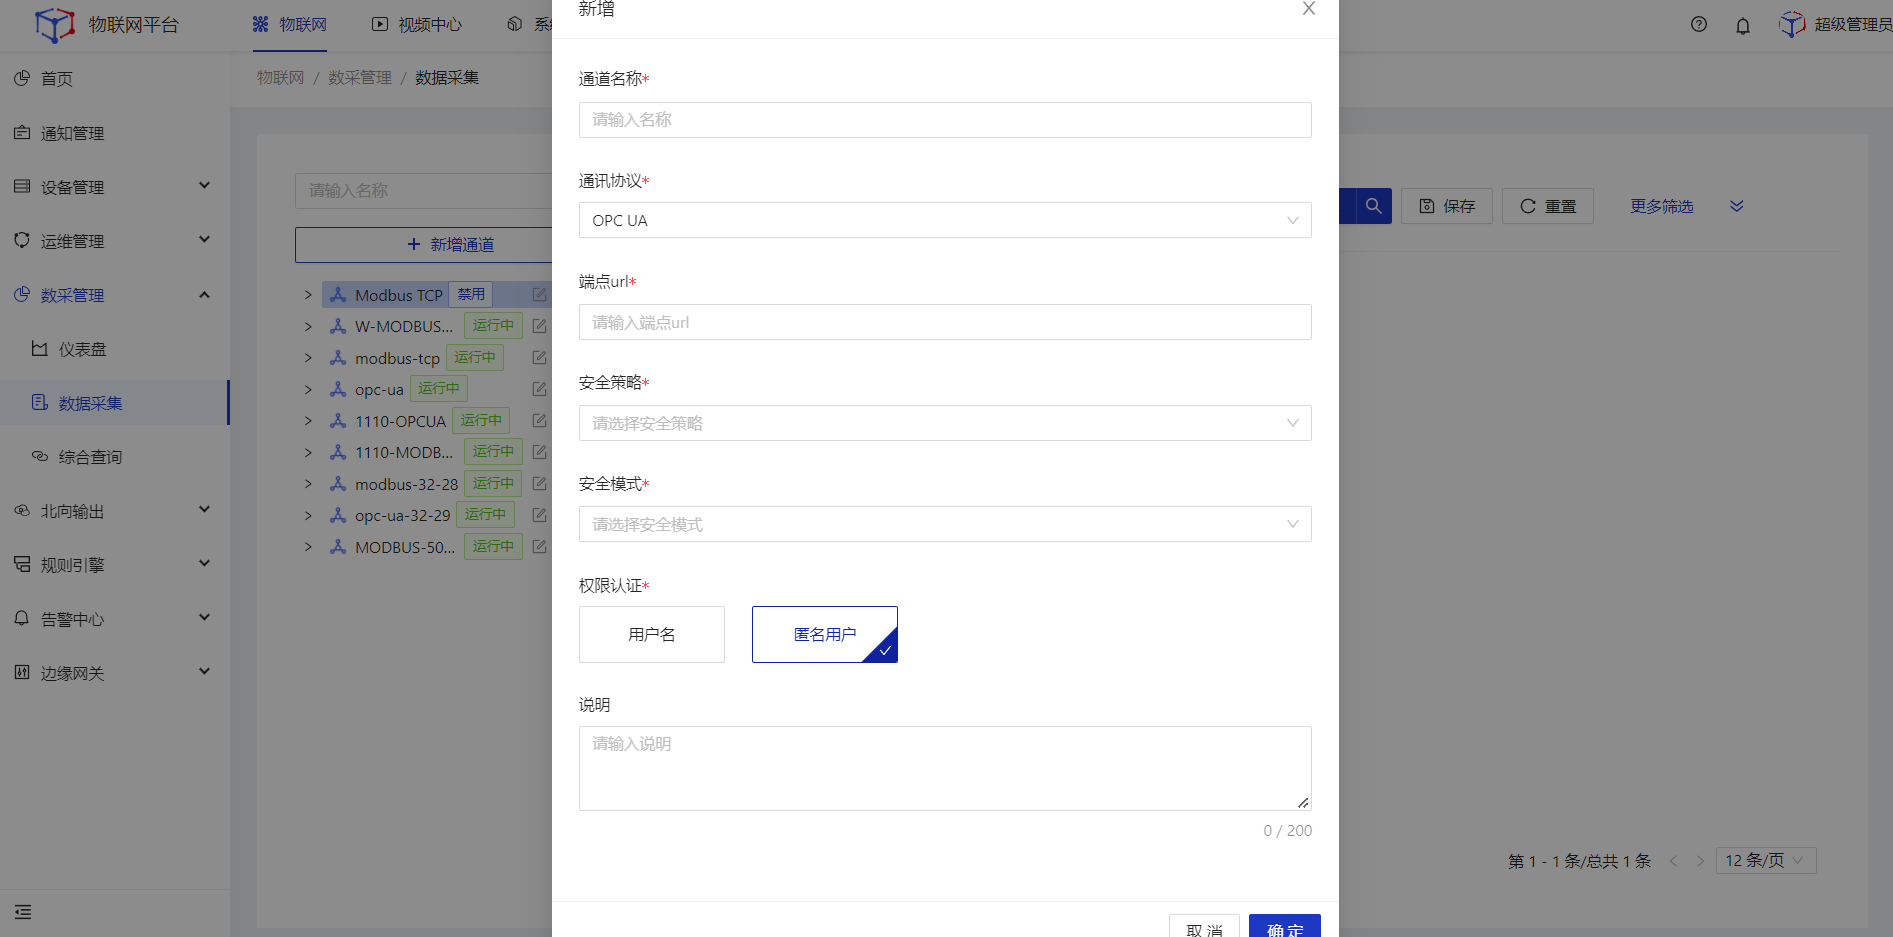 物联网平台
物联网
视频中心
超级管理员
首页
通知管理
设备管理
运维管理
数采管理
仪表盘
数据采集
综合查询
北向输出
规则引擎
告警中心
边缘网关
物联网 / 数采管理 / 数据采集
请输入名称
新增通道
Modbus TCP 禁用
W-MODBUS... 运行中
modbus-tcp 运行中
opc-ua 运行中
1110-OPCUA 运行中
1110-MODB... 运行中
modbus-32-28 运行中
opc-ua-32-29 运行中
MODBUS-50... 运行中
新增
通道名称*
请输入名称
通讯协议*
OPC UA
端点url*
请输入端点url
安全策略*
请选择安全策略
安全模式*
请选择安全模式
权限认证*
用户名
匿名用户
说明
请输入说明
0 / 200
取消
确定
保存
重置
更多筛选
第 1 - 1 条/总共 1 条
12 条/页